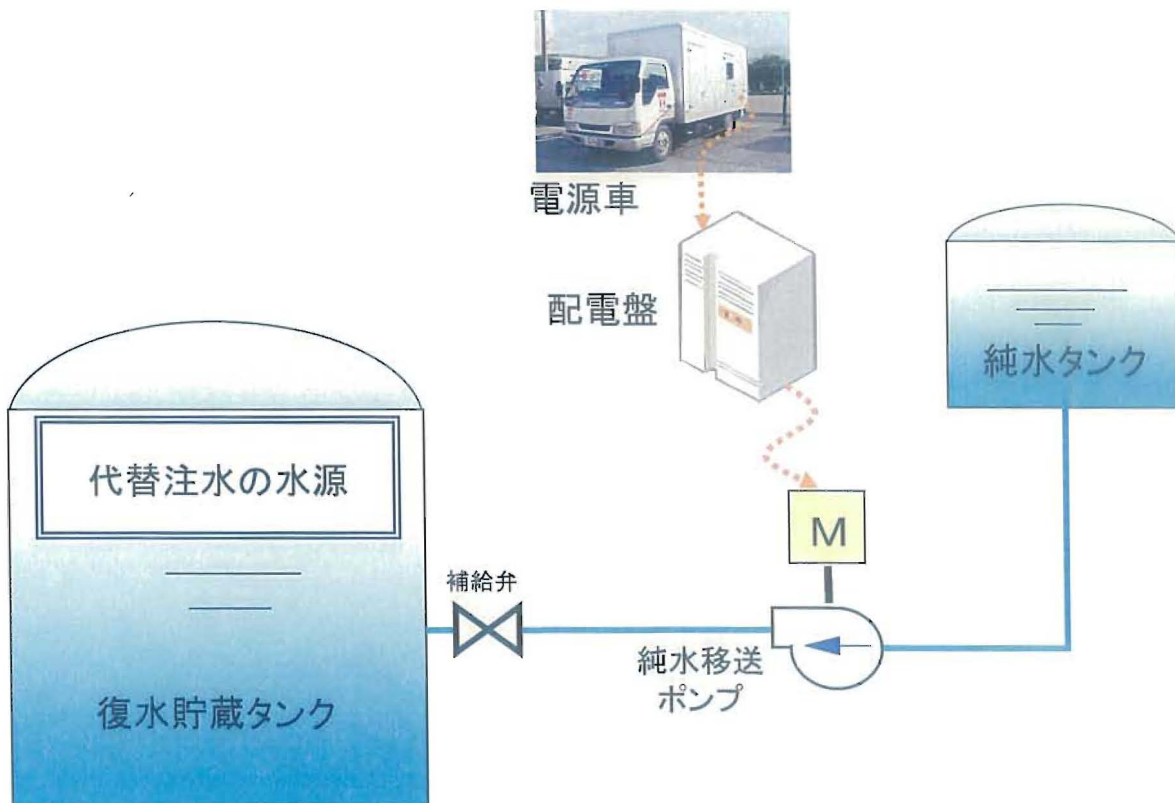 電源車
配電盤
純水タンク
代替注水の水源
M
補給弁
純水移送
ポンプ
復水貯蔵タンク